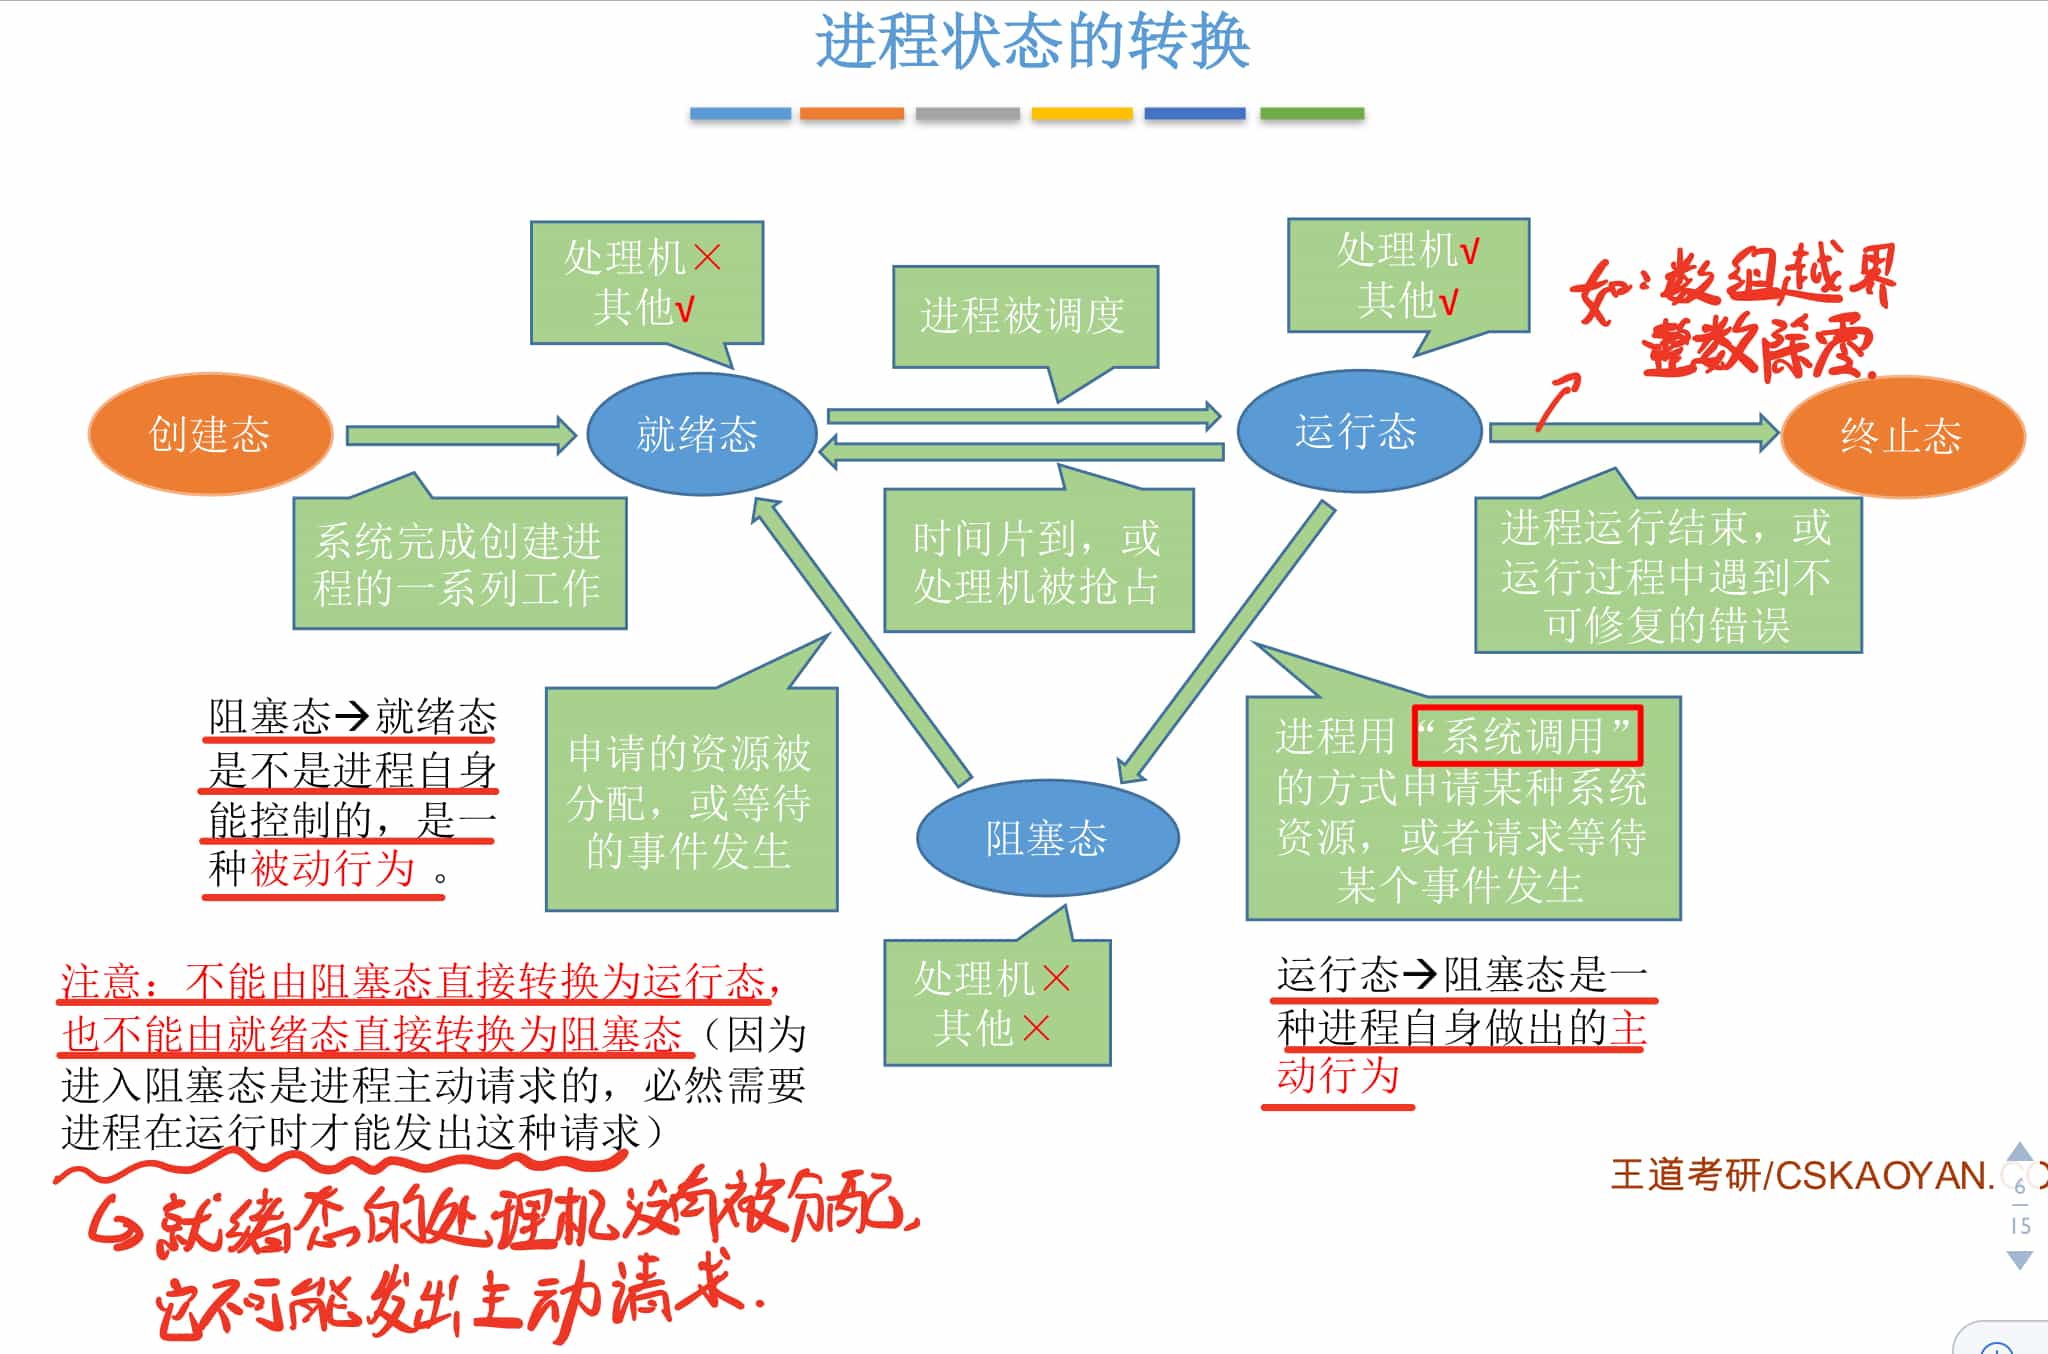 进程状态的转换
处理机×
其他√
进程被调度
处理机√
其他√
如：数组越界
整数除零.
创建态
就绪态
运行态
终止态
系统完成创建进
程的一系列工作
时间片到，或
处理机被抢占
进程运行结束，或
运行过程中遇到不
可修复的错误
阻塞态→就绪态
是不是进程自身
能控制的，是一
种被动行为 。
申请的资源被
分配，或等待
的事件发生
阻塞态
进程用“系统调用”
的方式申请某种系统
资源，或者请求等待
某个事件发生
处理机×
其他×
注意：不能由阻塞态直接转换为运行态，
也不能由就绪态直接转换为阻塞态（因为
进入阻塞态是进程主动请求的，必然需要
进程在运行时才能发出这种请求）
运行态→阻塞态是一
种进程自身做出的主
动行为
就绪态的处理机没有被分配，
它不可能发出主动请求.
王道考研/CSKAOYAN.CO
6
15